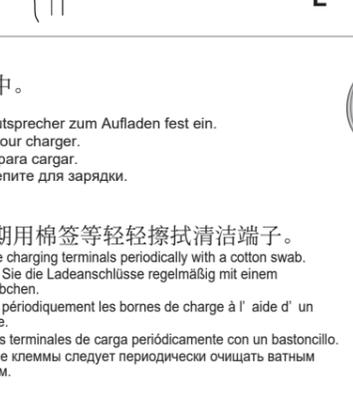 中。
utsprecher zum Aufladen fest ein.
our charger.
para cargar.
епите для зарядки.
期用棉签等轻轻擦拭清洁端子。
e charging terminals periodically with a cotton swab.
Sie die Ladeanschlüsse regelmäßig mit einem
bchen.
périodiquement les bornes de charge à l’aide d’un
e.
s terminales de carga periódicamente con un bastoncillo.
е клеммы следует периодически очищать ватным
м.